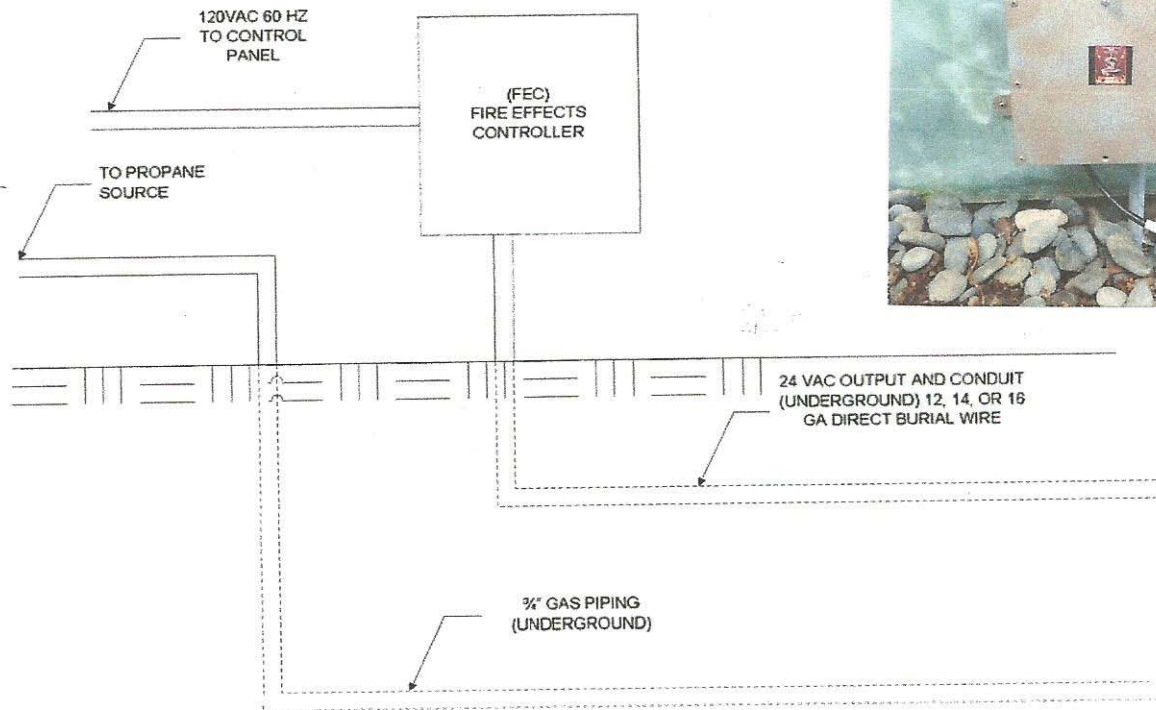 120VAC 60 HZ
TO CONTROL
PANEL
(FEC)
FIRE EFFECTS
CONTROLLER
TO PROPANE
SOURCE
24 VAC OUTPUT AND CONDUIT
(UNDERGROUND) 12, 14, OR 16
GA DIRECT BURIAL WIRE
¾" GAS PIPING
(UNDERGROUND)